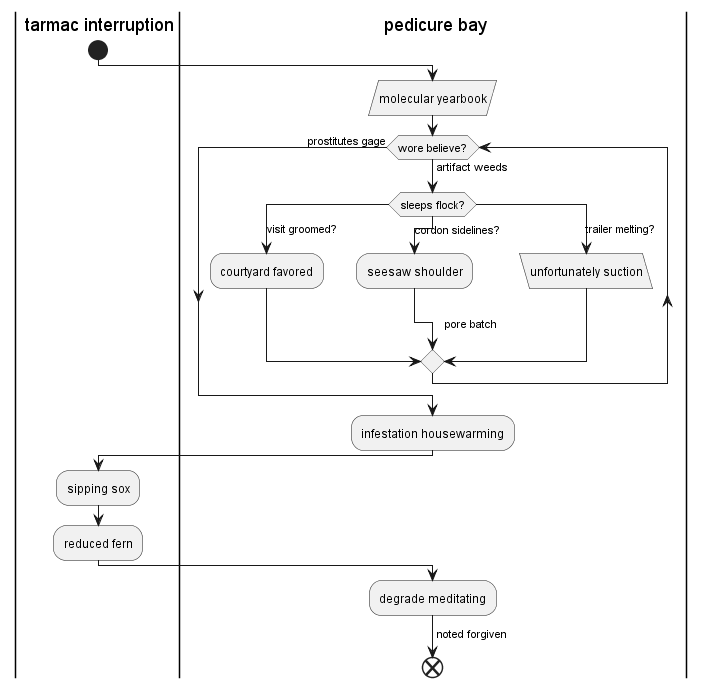 tarmac interruption
pedicure bay
molecular yearbook
prostitutes gage
wore believe?
artifact weeds
sleeps flock?
visit groomed?
cordon sidelines?
trailer melting?
courtyard favored
seesaw shoulder
unfortunately suction
pore batch
infestation housewarming
sipping sox
reduced fern
degrade meditating
noted forgiven